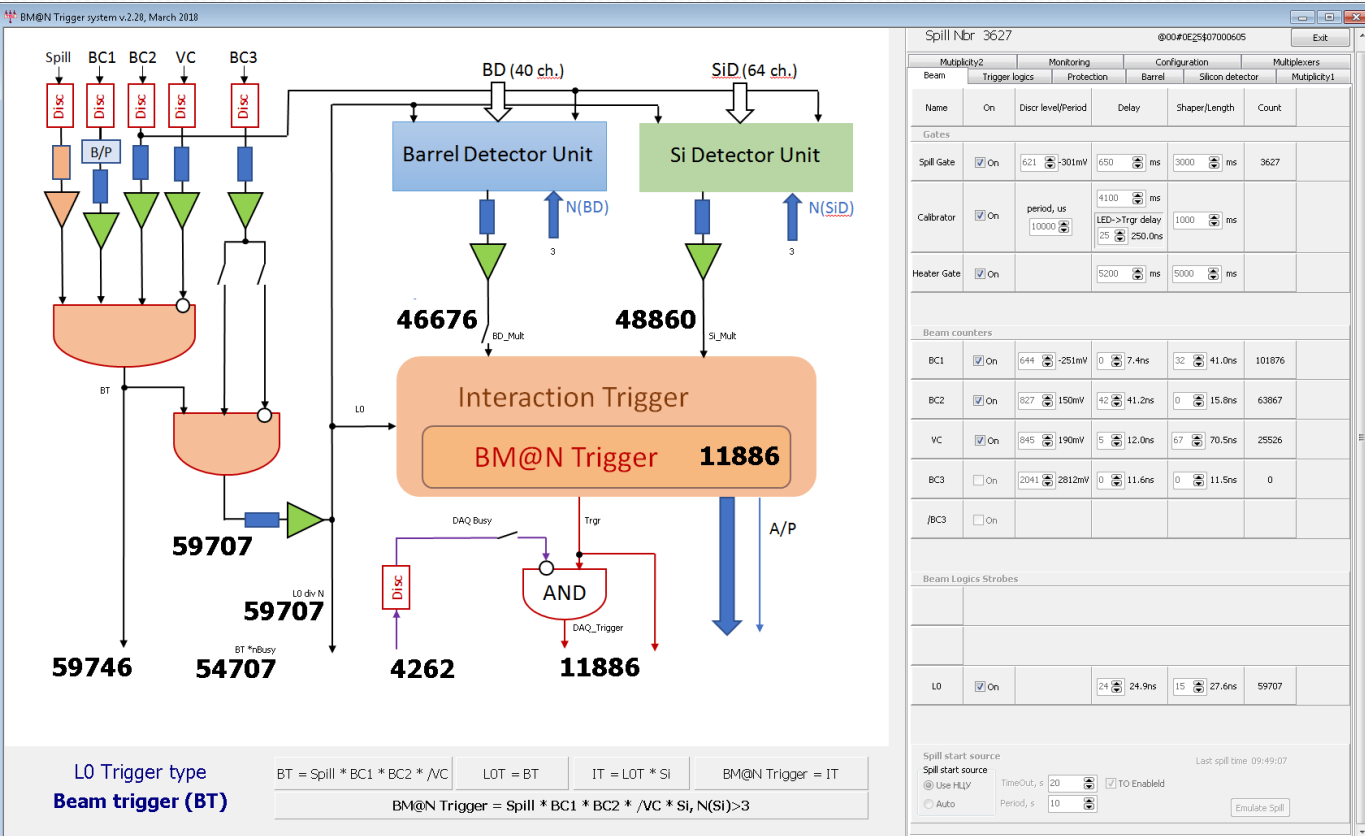 BM@N Trigger system v.2.20, March 2018
Spill BC1 BC2 VC BC3
Disc Disc Disc Disc Disc
B/P
BD (40 ch.)
SiD (64 ch.)
Barrel Detector Unit
Si Detector Unit
N(BD)
N(SiD)
3
3
46676
48860
BD_Mult
Si_Mult
BT
L0
Interaction Trigger
BM@N Trigger 11886
59707
DAQ Busy
Trgr
A/P
Disc
AND
L0 div N
59707
DAQ_Trigger
BT *nBusy
59746
54707
4262
11886
L0 Trigger type
Beam trigger (BT)
BT = Spill * BC1 * BC2 * /VC
L0T = BT
IT = L0T * Si
BM@N Trigger = IT
BM@N Trigger = Spill * BC1 * BC2 * /VC * Si, N(Si)>3
Spill Nbr 3627
@00#0E25$07000605
Exit
Mutiplicity2 Monitoring Configuration Multiplexers
Beam Trigger logics Protection Barrel Silicon detector Mutiplicity1
Name On Discr level/Period Delay Shaper/Length Count
Gates
Spill Gate On 621 -301mV 650 ms 3000 ms 3627
Calibrator On period, us 10000 4100 ms LED->Trgr delay 25 250.0ns 1000 ms
Heater Gate On 5200 ms 5000 ms
Beam counters
BC1 On 644 -251mV 0 7.4ns 32 41.0ns 101876
BC2 On 827 150mV 42 41.2ns 0 15.8ns 63867
VC On 845 190mV 5 12.0ns 67 70.5ns 25526
BC3 On 2041 2812mV 0 11.6ns 0 11.5ns 0
/BC3 On
Beam Logics Strobes
L0 On 24 24.9ns 15 27.6ns 59707
Spill start source
Spill start source
Last spill time 09:49:07
Use НЦУ
TimeOut, s 20
TO Enableld
Auto
Period, s 10
Emulate Spill